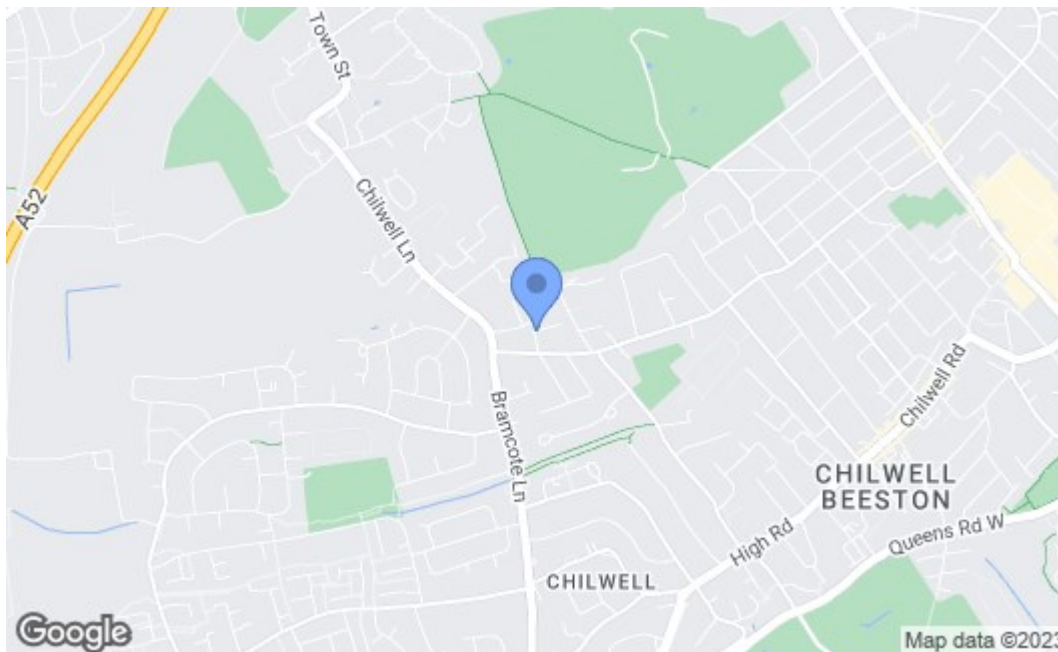 Town St
A52
Chilwell Ln
Bramcote Ln
Chilwell Rd
CHILWELL
BEESTON
Queens Rd W
High Rd
CHILWELL
Google
Map data ©2023